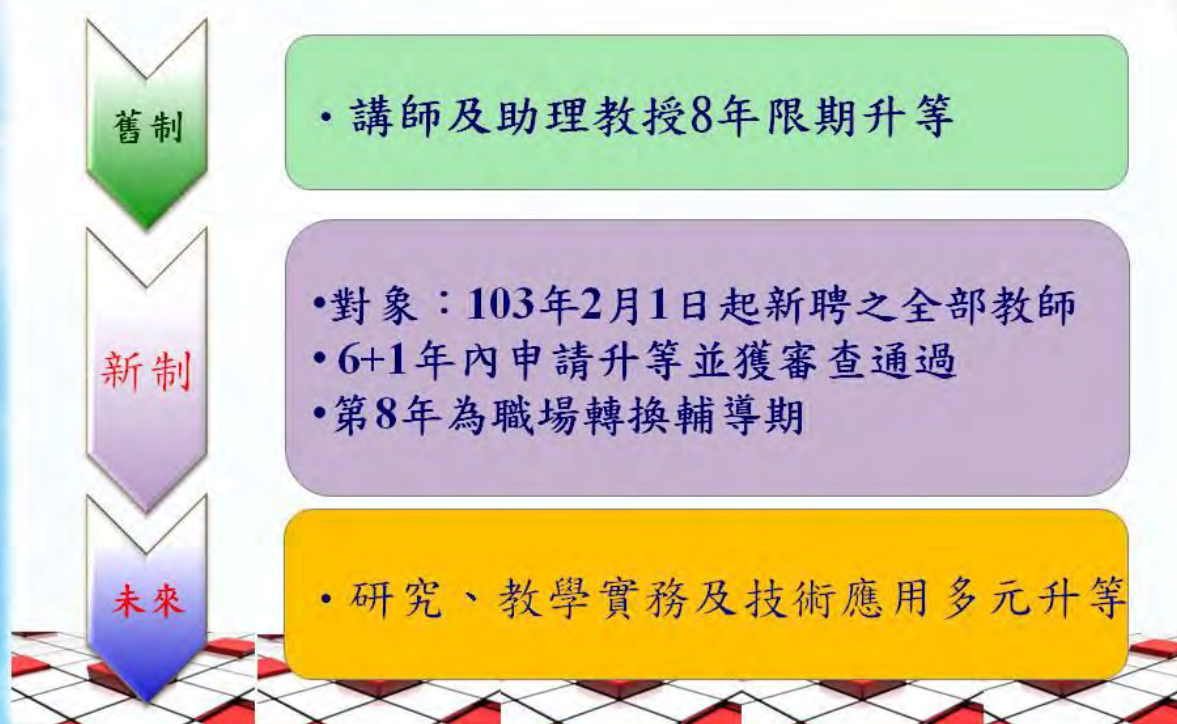 舊制
・講師及助理教授8年限期升等
新制
•對象：103年2月1日起新聘之全部教師
•6+1年內申請升等並獲審查通過
•第8年為職場轉換輔導期
未來
・研究、教學實務及技術應用多元升等